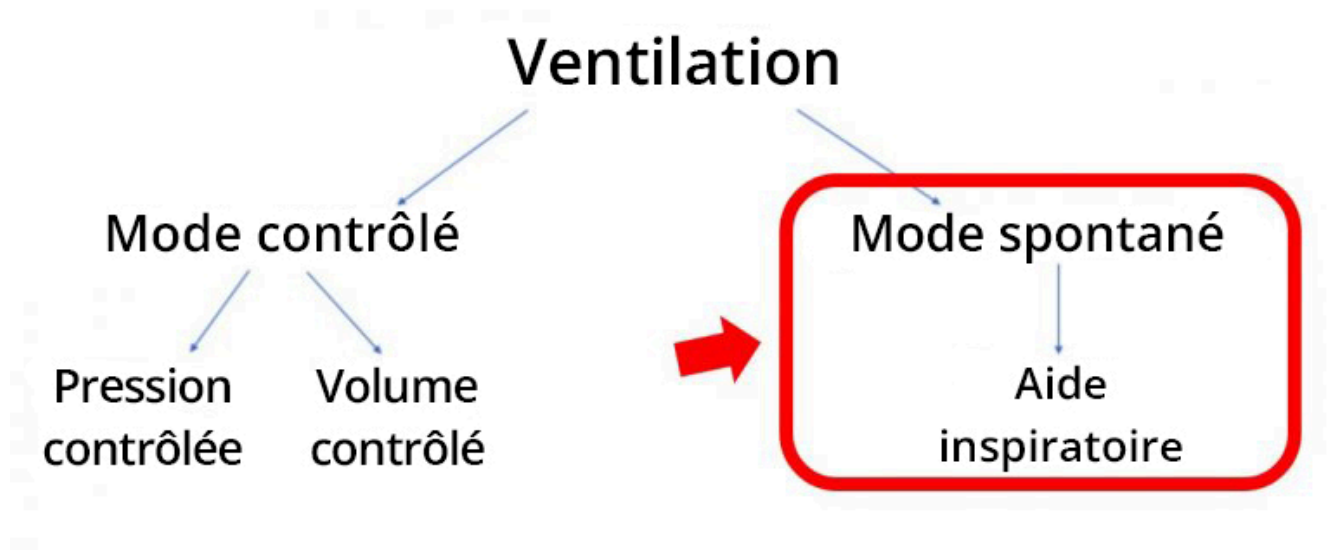 Ventilation
Mode contrôlé
Mode spontané
Pression
contrôlée
Volume
contrôlé
Aide
inspiratoire